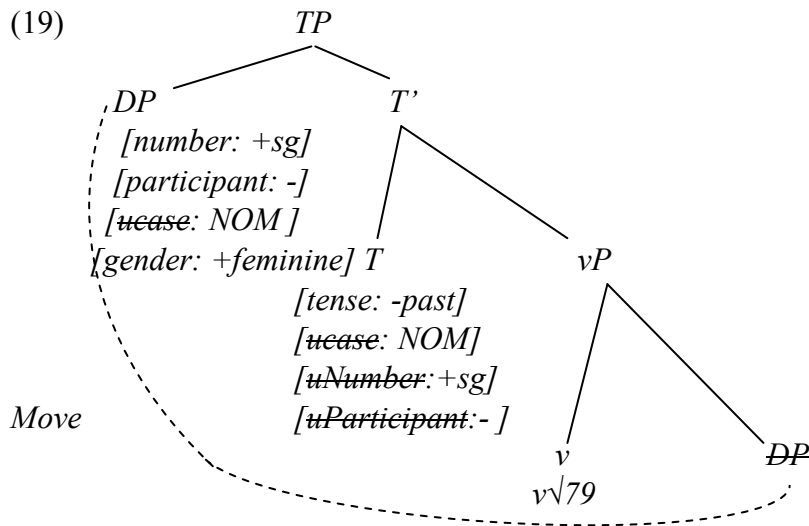 (19) TP
DP T’
[number: +sg]
[participant: -]
[ucase: NOM ]
[gender: +feminine] T vP
[tense: -past]
[ucase: NOM]
[uNumber:+sg]
Move [uParticipant:- ]
v DP
v√79